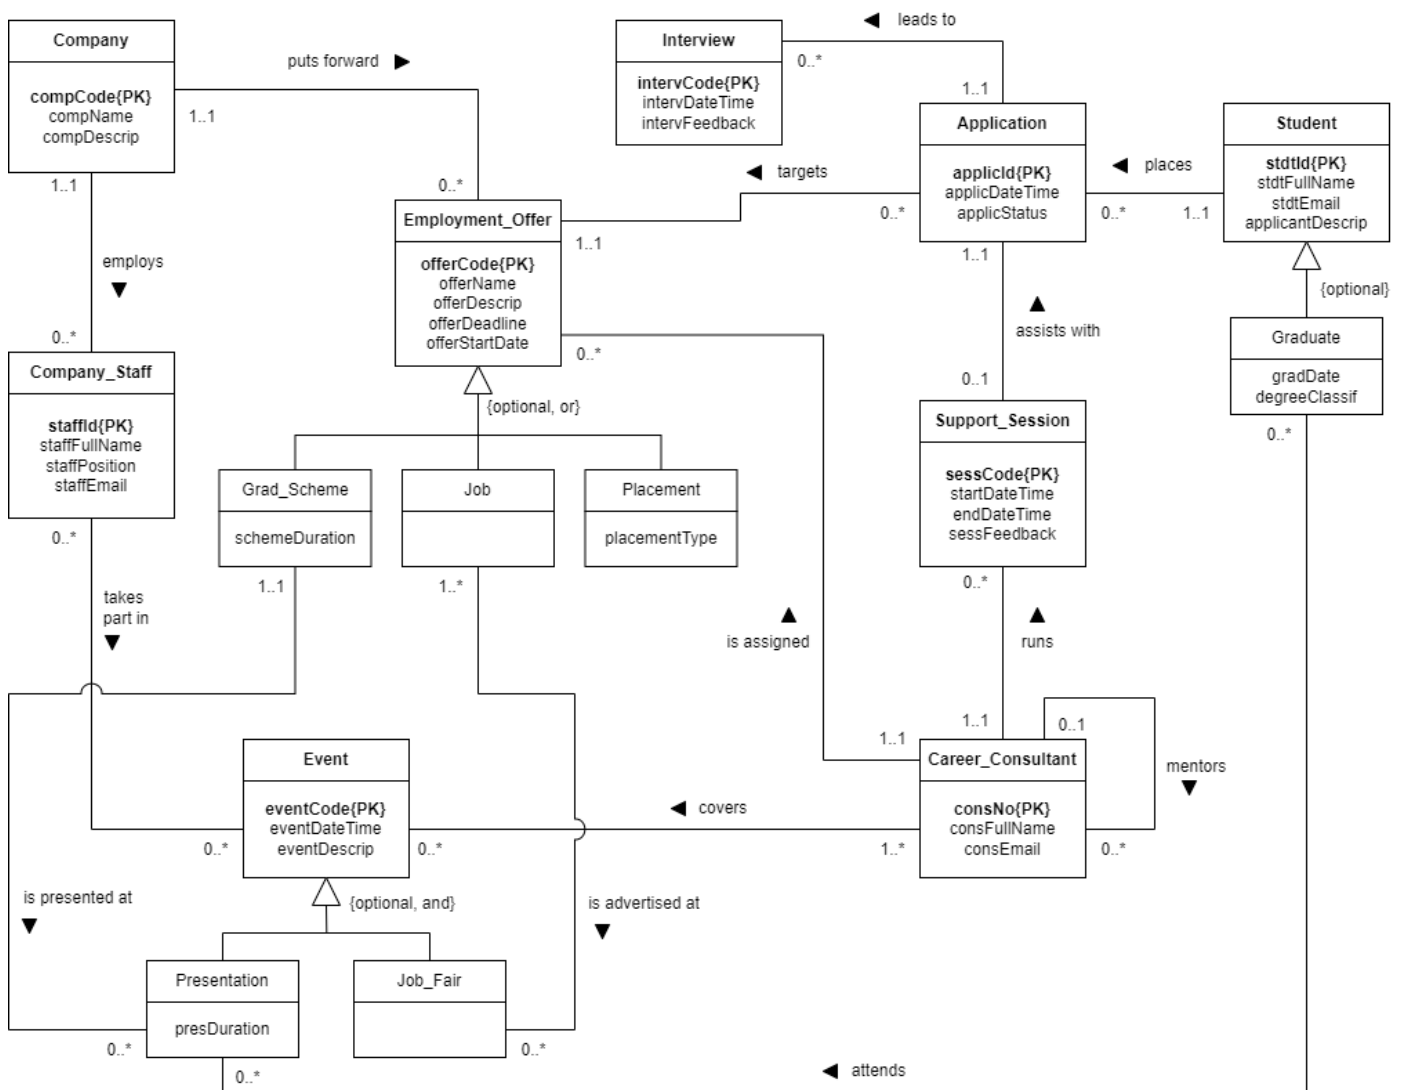 Company
compCode{PK}
compName
compDescrip
puts forward
1..1
1..1
0..*
Interview
intervCode{PK}
intervDateTime
intervFeedback
leads to
0..*
1..1
Application
applicId{PK}
applicDateTime
applicStatus
targets
0..*
1..1
1..1
places
0..*
1..1
Student
stdtId{PK}
stdtFullName
stdtEmail
applicantDescrip
{optional}
Graduate
gradDate
degreeClassif
0..*
employs
0..*
Company_Staff
staffId{PK}
staffFullName
staffPosition
staffEmail
0..*
takes
part in
Employment_Offer
offerCode{PK}
offerName
offerDescrip
offerDeadline
offerStartDate
0..*
{optional, or}
Grad_Scheme
schemeDuration
1..1
Job
1..*
Placement
placementType
assists with
0..1
Support_Session
sessCode{PK}
startDateTime
endDateTime
sessFeedback
0..*
is assigned
runs
1..1
1..1
0..1
Career_Consultant
consNo{PK}
consFullName
consEmail
mentors
0..*
1..*
covers
Event
eventCode{PK}
eventDateTime
eventDescrip
0..*
0..*
{optional, and}
is presented at
is advertised at
Presentation
presDuration
0..*
0..*
Job_Fair
0..*
attends